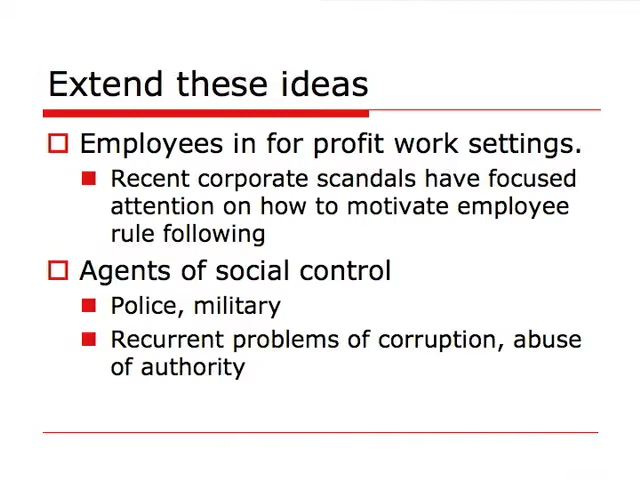 Extend these ideas
Employees in for profit work settings.
Recent corporate scandals have focused
attention on how to motivate employee
rule following
Agents of social control
Police, military
Recurrent problems of corruption, abuse
of authority